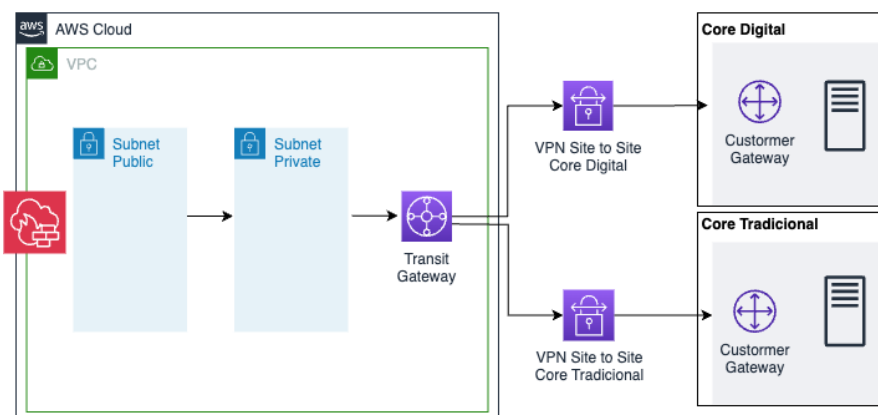 aws
AWS Cloud
VPC
Subnet
Public
Subnet
Private
Transit
Gateway
VPN Site to Site
Core Digital
VPN Site to Site
Core Tradicional
Core Digital
Custormer
Gateway
Core Tradicional
Custormer
Gateway